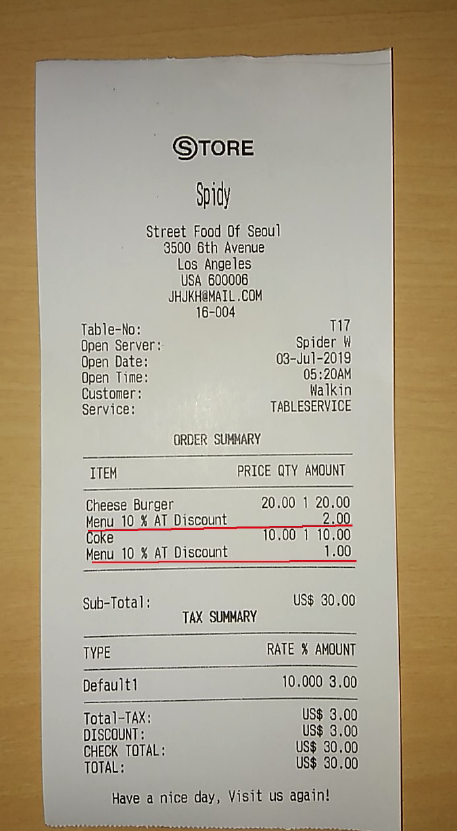 STORE
Spidy
Street Food Of Seoul
3500 6th Avenue
Los Angeles
USA 600006
JHJKH@MAIL.COM
16-004
Table-No: T17
Open Server: Spider W
Open Date: 03-Jul-2019
Open Time: 05:20AM
Customer: Walkin
Service: TABLESERVICE
ORDER SUMMARY
ITEM PRICE QTY AMOUNT
Cheese Burger 20.00 1 20.00
Menu 10 % AT Discount 2.00
Coke 10.00 1 10.00
Menu 10 % AT Discount 1.00
Sub-Total: US$ 30.00
TAX SUMMARY
TYPE RATE % AMOUNT
Default1 10.000 3.00
Total-TAX: US$ 3.00
DISCOUNT: US$ 3.00
CHECK TOTAL: US$ 30.00
TOTAL: US$ 30.00
Have a nice day, Visit us again!